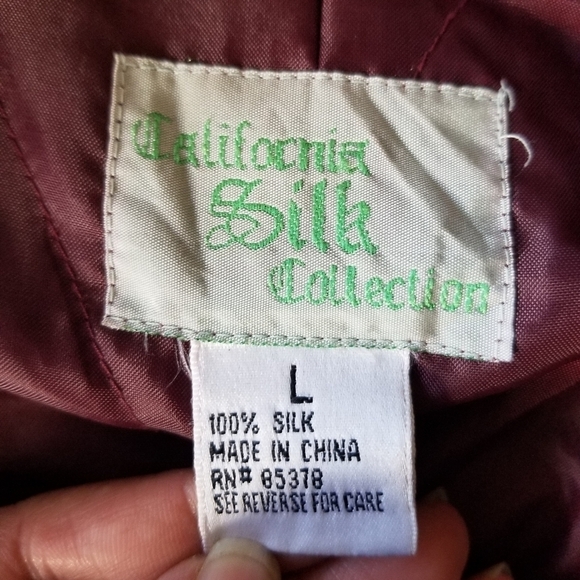 California
Silk
Collection
L
100% SILK
MADE IN CHINA
RN# 85378
SEE REVERSE FOR CARE